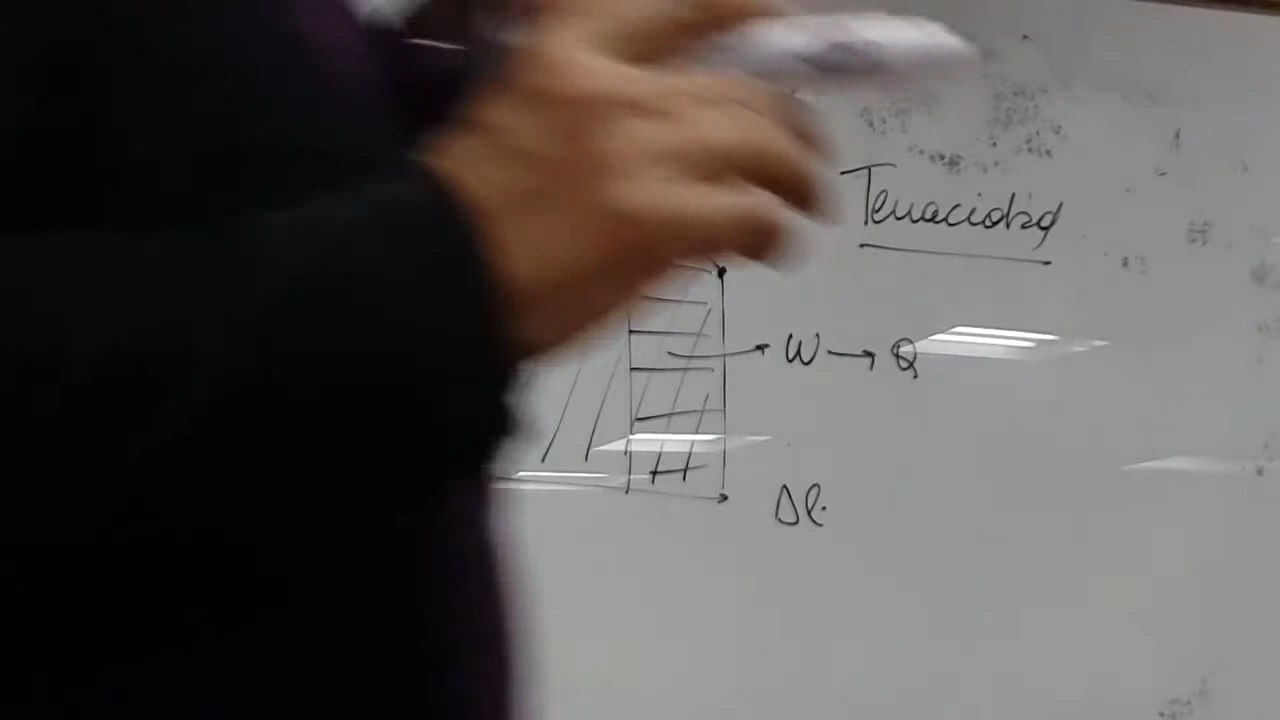 Tenacidad
W → Q
Δl.